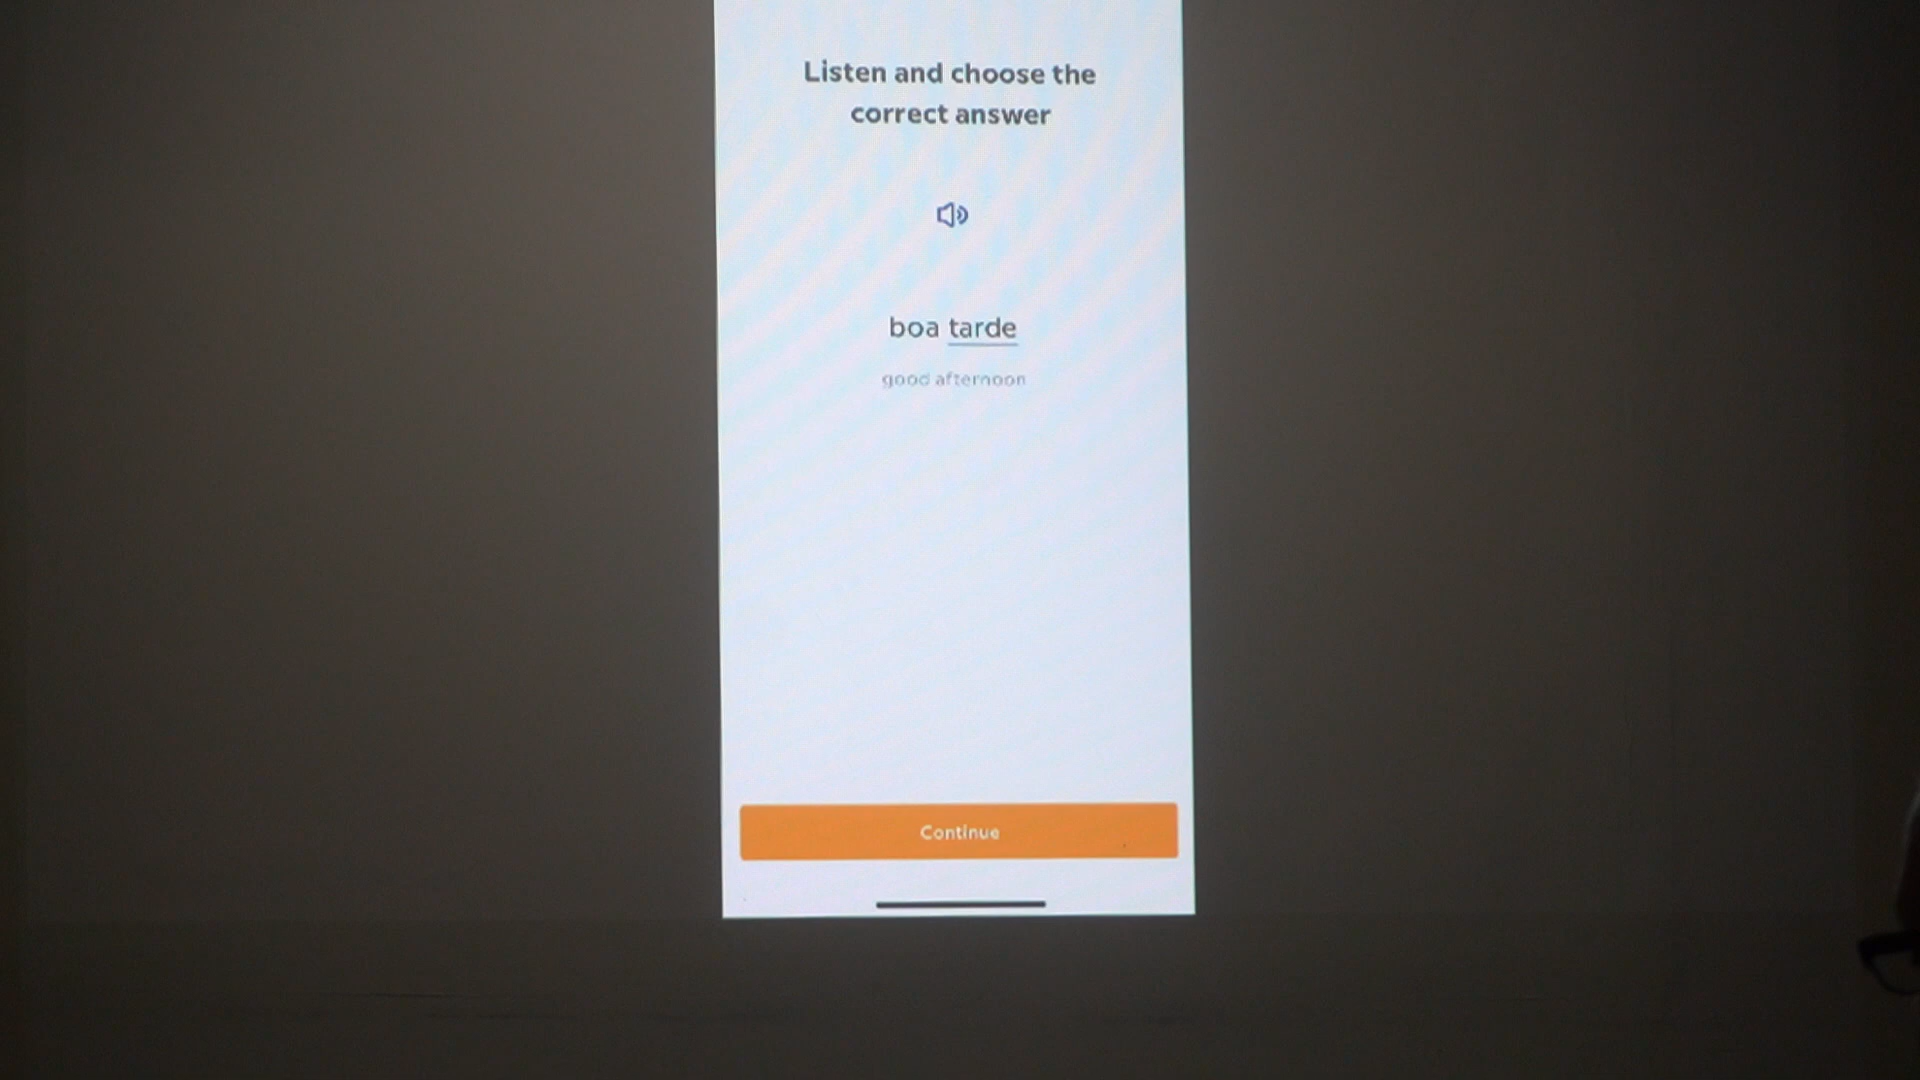 Listen and choose the
correct answer
boa tarde
good afternoon
Continue